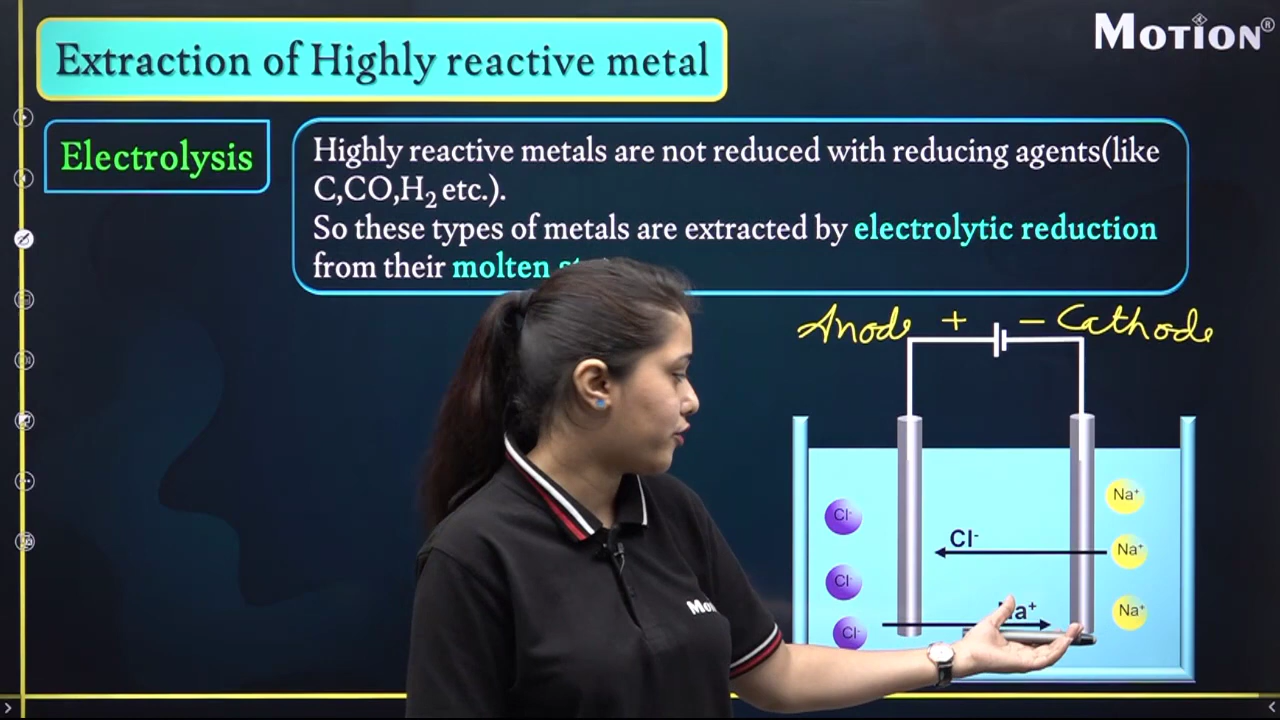 MOTION®
Extraction of Highly reactive metal
Electrolysis
Highly reactive metals are not reduced with reducing agents(like
C,CO,H₂ etc.).
So these types of metals are extracted by electrolytic reduction
from their molten
Anode + − Cathode
Na⁺
Cl⁻
Cl⁻
Na⁺
Cl⁻
Na⁺
Cl⁻